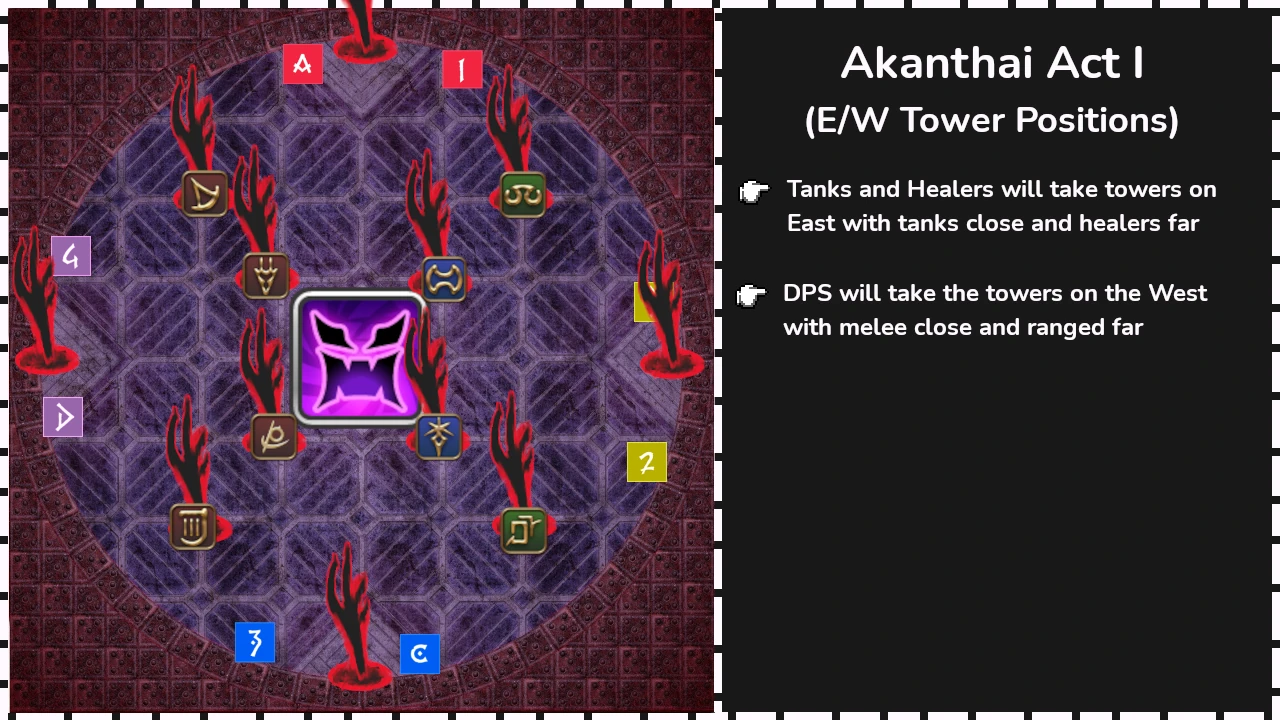 Akanthai Act I
(E/W Tower Positions)
Tanks and Healers will take towers on
East with tanks close and healers far
DPS will take the towers on the West
with melee close and ranged far
A
1
4
D
2
3
C